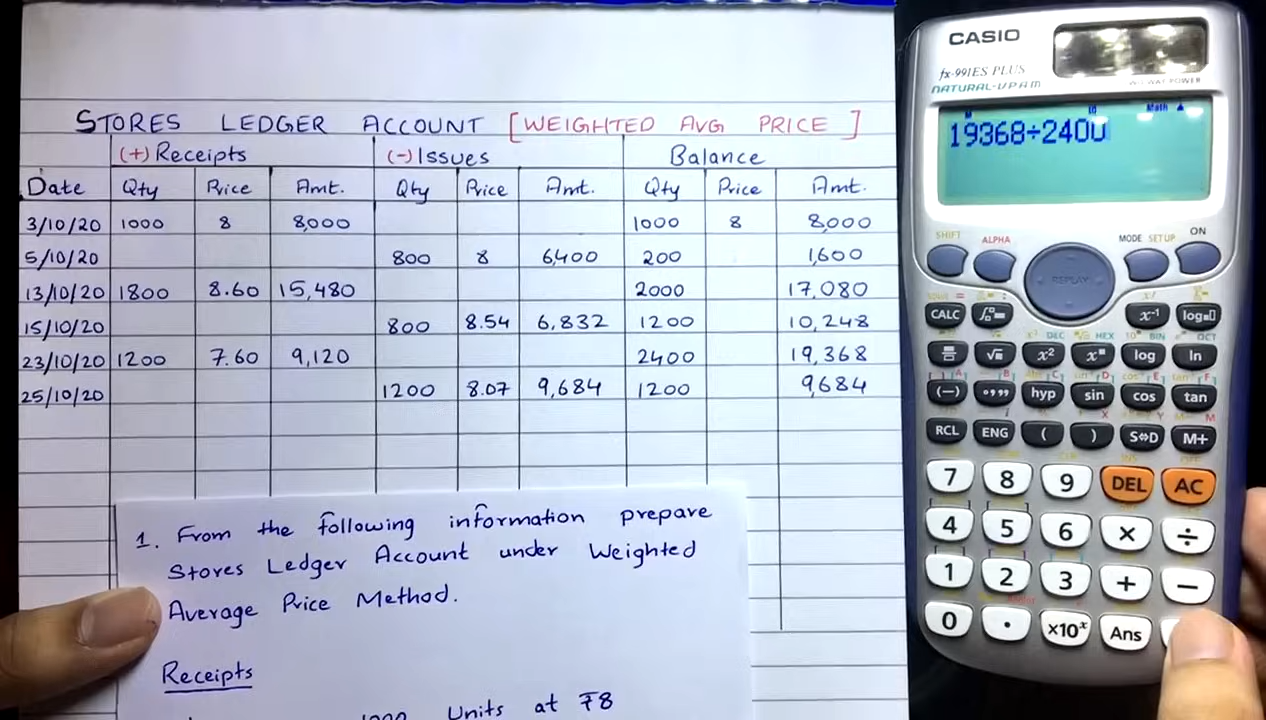 STORES LEDGER ACCOUNT [WEIGHTED AVG PRICE]
(+) Receipts (-) Issues Balance
Date Qty Price Amt. Qty Price Amt. Qty Price Amt.
3/10/20 1000 8 8,000 1000 8 8,000
5/10/20 800 8 6,400 200 1,600
13/10/20 1800 8.60 15,480 2000 17,080
15/10/20 800 8.54 6,832 1200 10,248
23/10/20 1200 7.60 9,120 2400 19,368
25/10/20 1200 8.07 9,684 1200 9,684
1. From the following information prepare
Stores Ledger Account under Weighted
Average Price Method.
Receipts
Units at ₹8
CASIO
fx-991ES PLUS
NATURAL-V.P.A.M.
Math
19368÷2400
SHIFT ALPHA MODE SETUP ON
REPLAY
CALC x⁻¹ log
√ x² log ln
(−) hyp sin cos tan
RCL ENG ( ) S⇔D M+
7 8 9 DEL AC
4 5 6 × ÷
1 2 3 + −
0 . ×10ˣ Ans